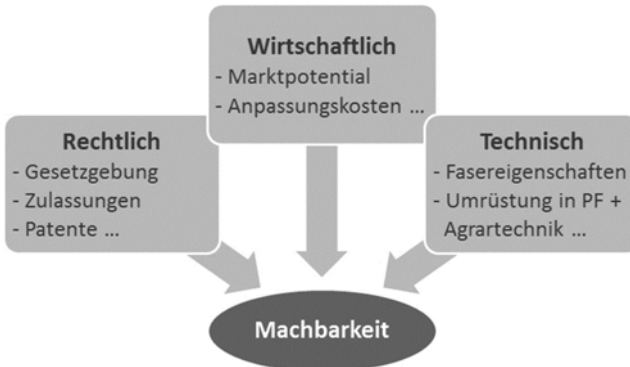 Wirtschaftlich
- Marktpotential
- Anpassungskosten ...
Rechtlich
- Gesetzgebung
- Zulassungen
- Patente ...
Technisch
- Fasereigenschaften
- Umrüstung in PF +
Agrartechnik ...
Machbarkeit